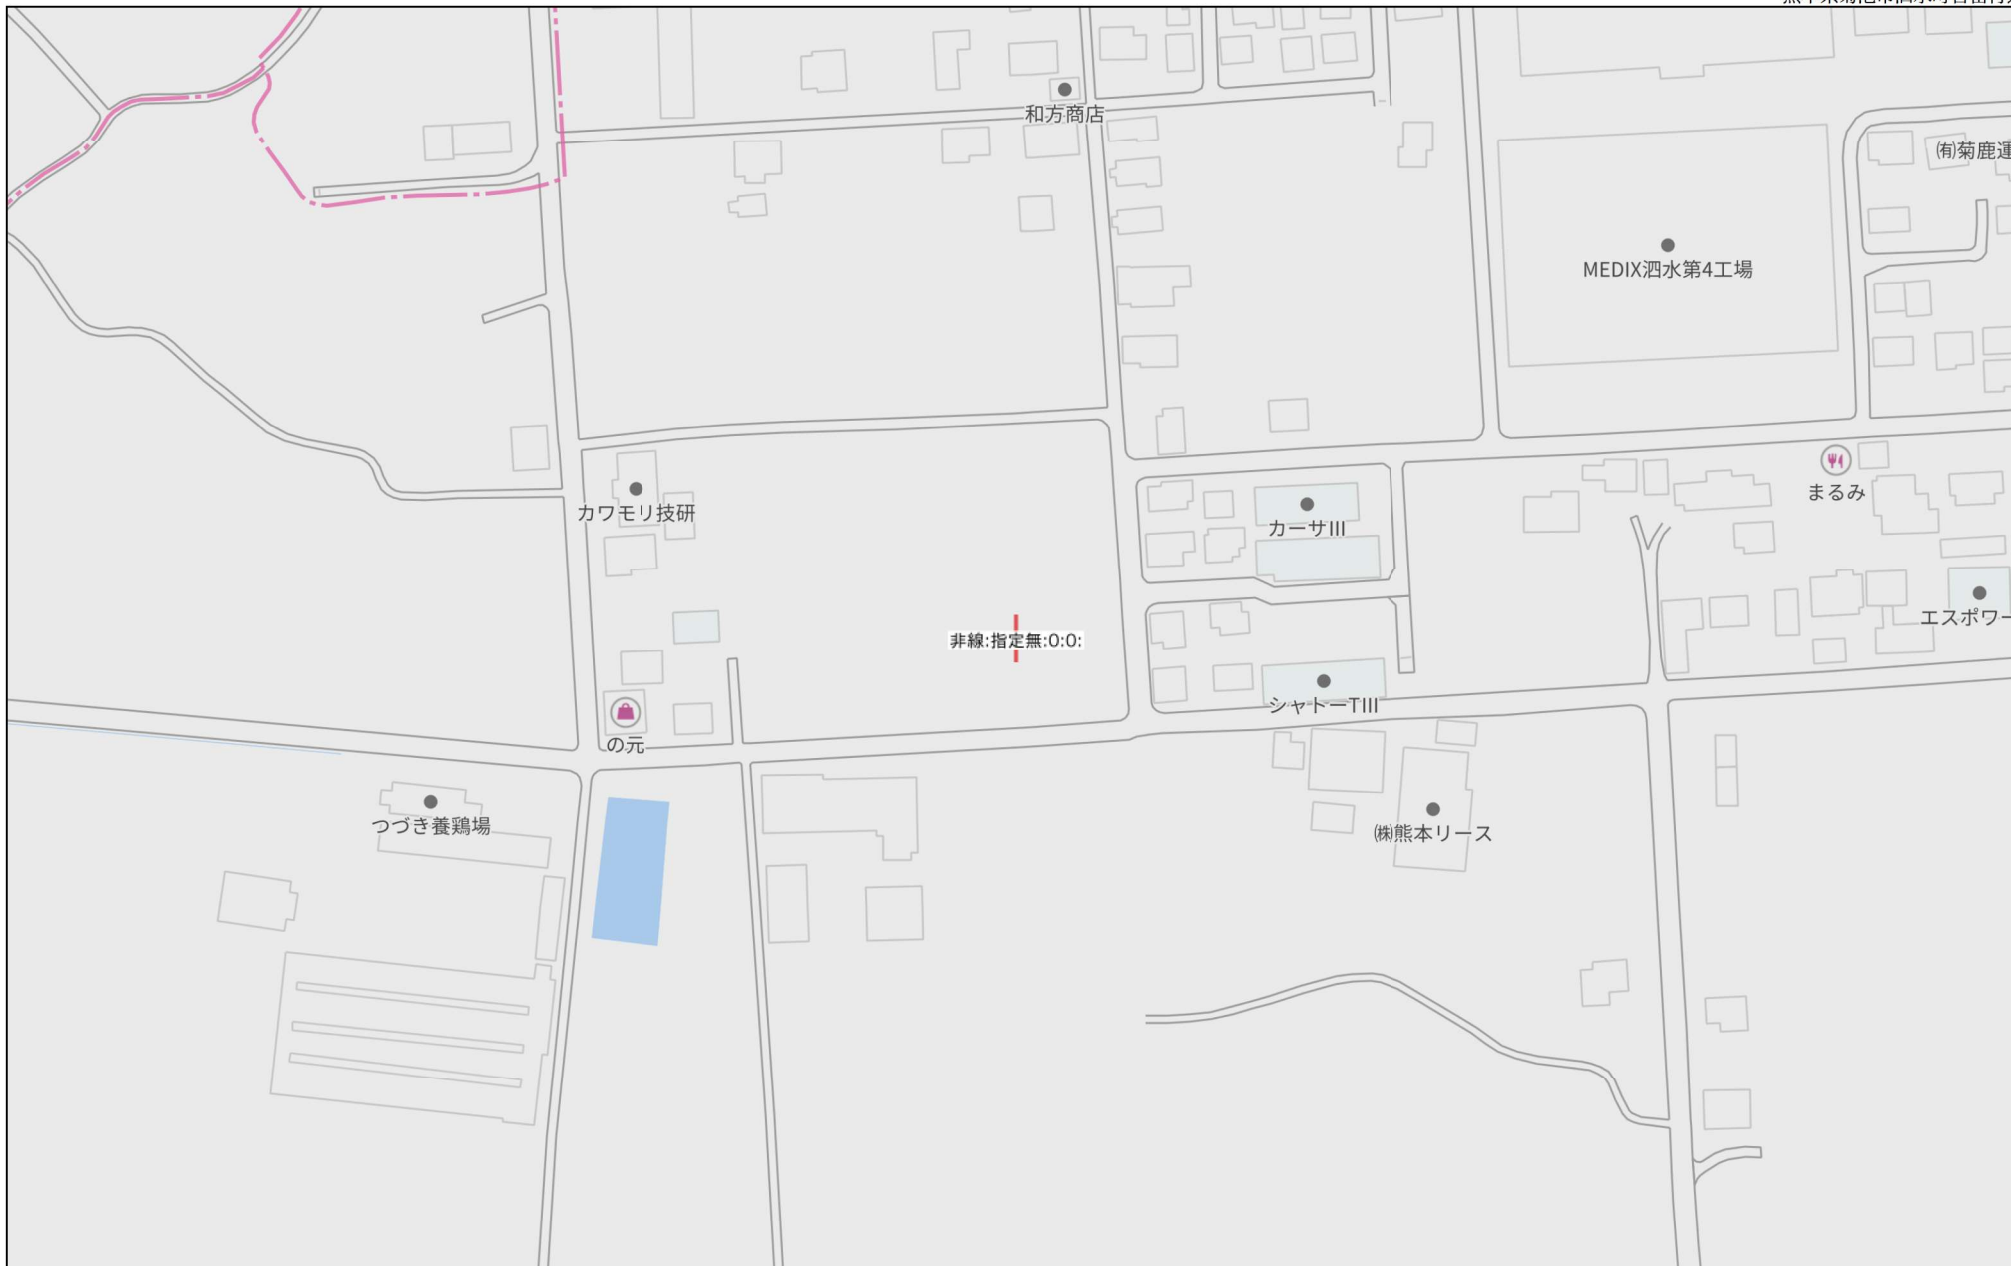 和方商店
㈲菊鹿運
MEDIX泗水第4工場
まるみ
カワモリ技研
カーサIII
エスポワー
非線:指定無:0:0:
シャトーTIII
の元
つづき養鶏場
㈱熊本リース